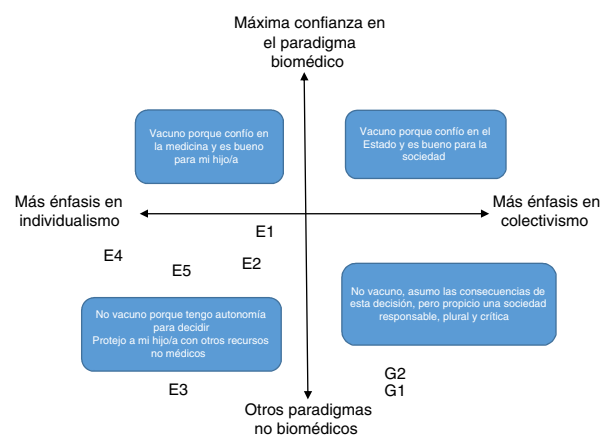 Máxima confianza en
el paradigma
biomédico
Vacuno porque confío en
la medicina y es bueno
para mi hijo/a
Vacuno porque confío en el
Estado y es bueno para la
sociedad
Más énfasis en
individualismo
Más énfasis en
colectivismo
E1
E4
E5
E2
No vacuno, asumo las consecuencias de
esta decisión, pero propicio una sociedad
responsable, plural y crítica
No vacuno porque tengo autonomía
para decidir
Protejo a mi hijo/a con otros recursos
no médicos
E3
G2
G1
Otros paradigmas
no biomédicos